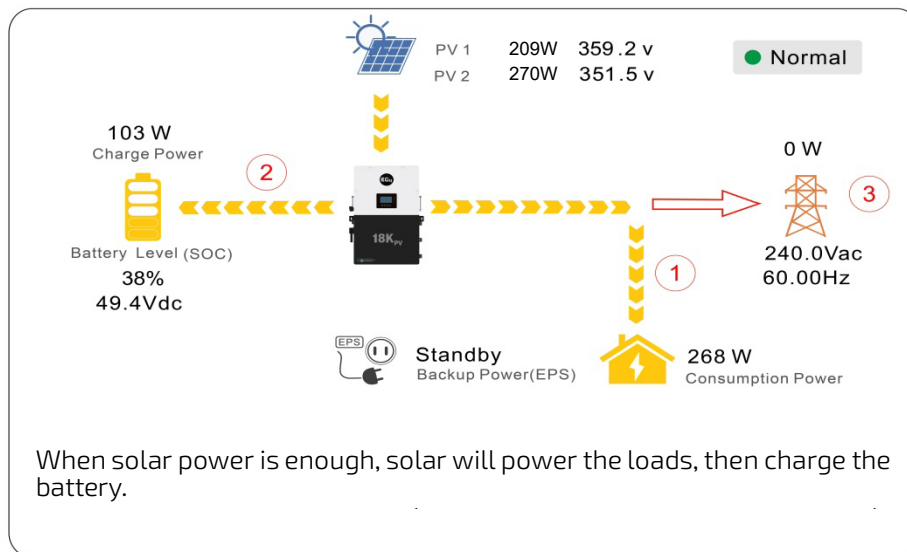 PV 1 209W 359.2 v
PV 2 270W 351.5 v
Normal
103 W
Charge Power
2
0 W
3
EG4
18KPV
Battery Level (SOC)
38%
49.4Vdc
240.0Vac
60.00Hz
1
EPS
Standby
Backup Power(EPS)
268 W
Consumption Power
When solar power is enough, solar will power the loads, then charge the
battery.